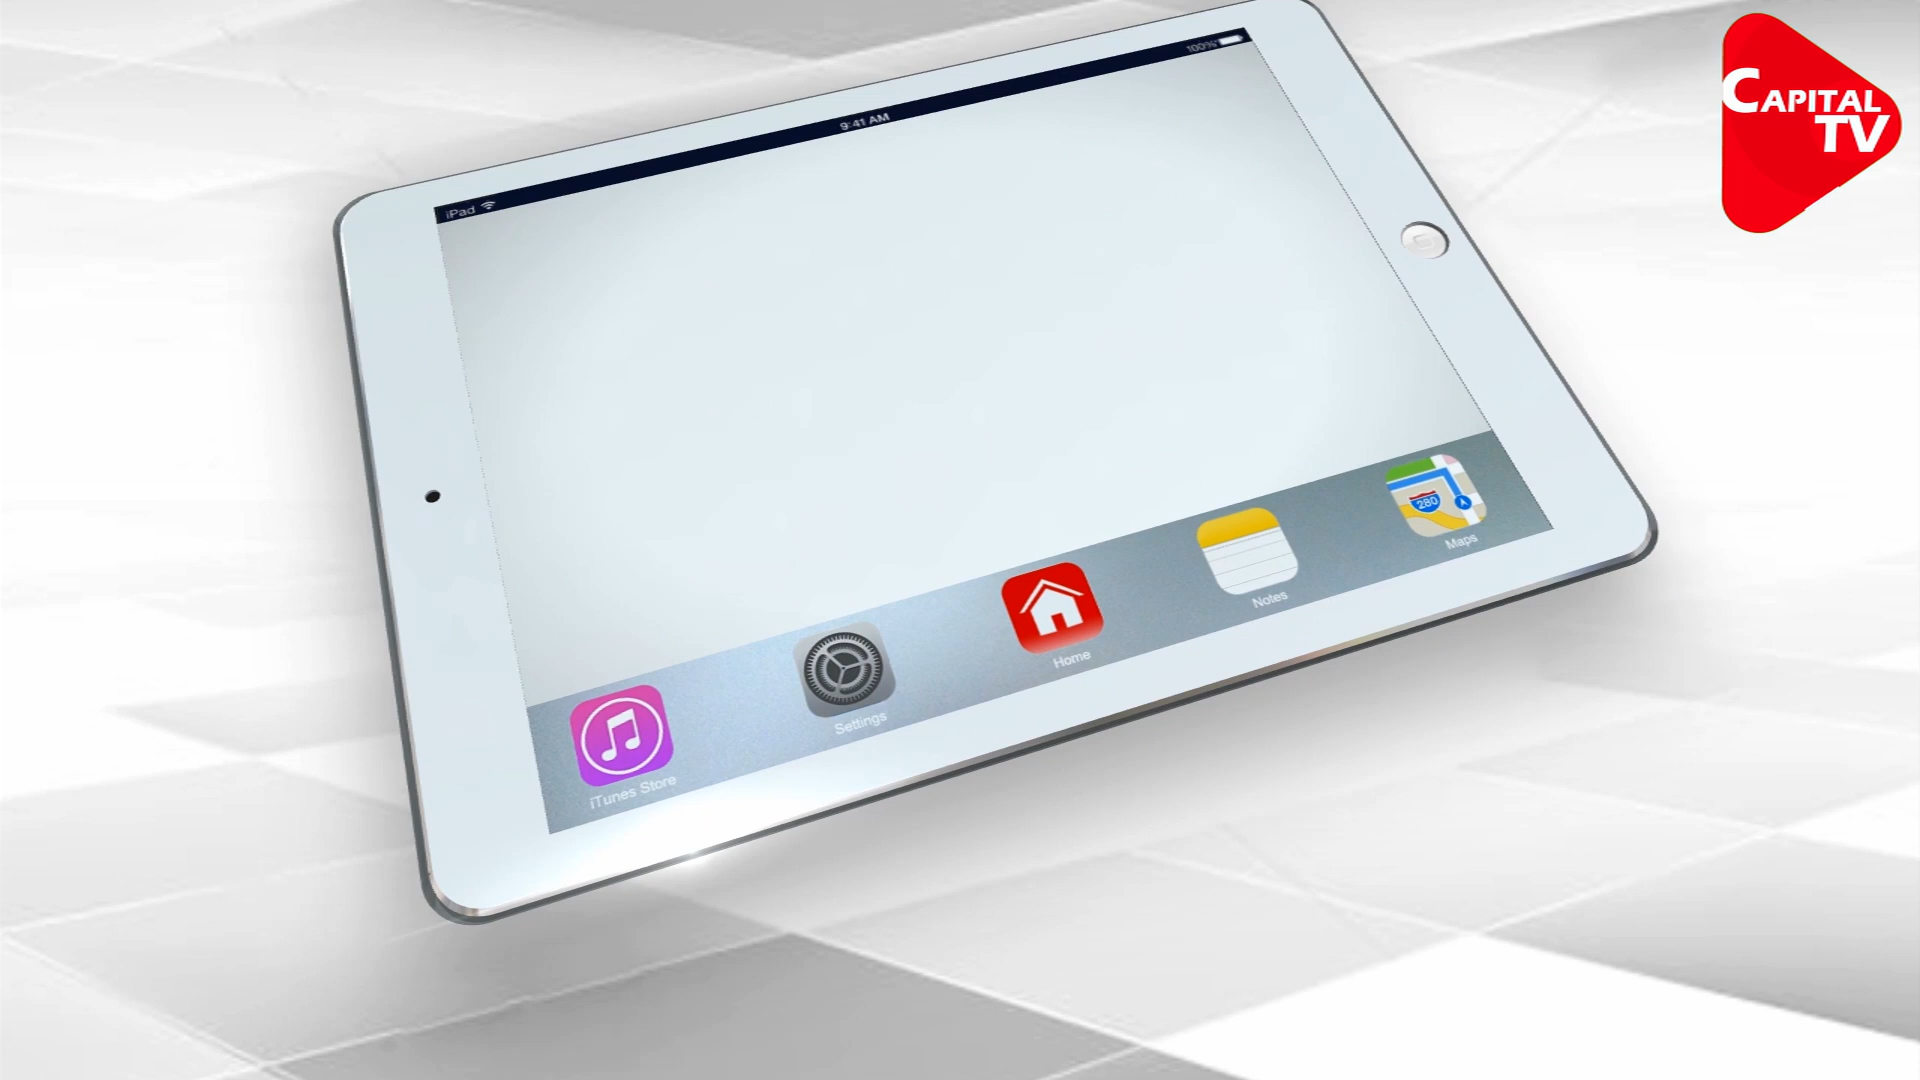 CAPITAL
TV
100%
9:41 AM
iPad
280
Maps
Notes
Home
Settings
iTunes Store